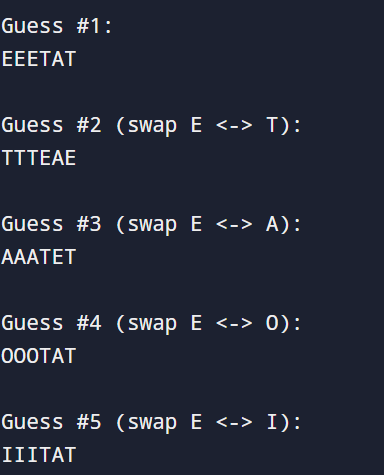 Guess #1:
EEETAT
Guess #2 (swap E <-> T):
TTTEAE
Guess #3 (swap E <-> A):
AAATET
Guess #4 (swap E <-> O):
OOOTAT
Guess #5 (swap E <-> I):
IIITAT